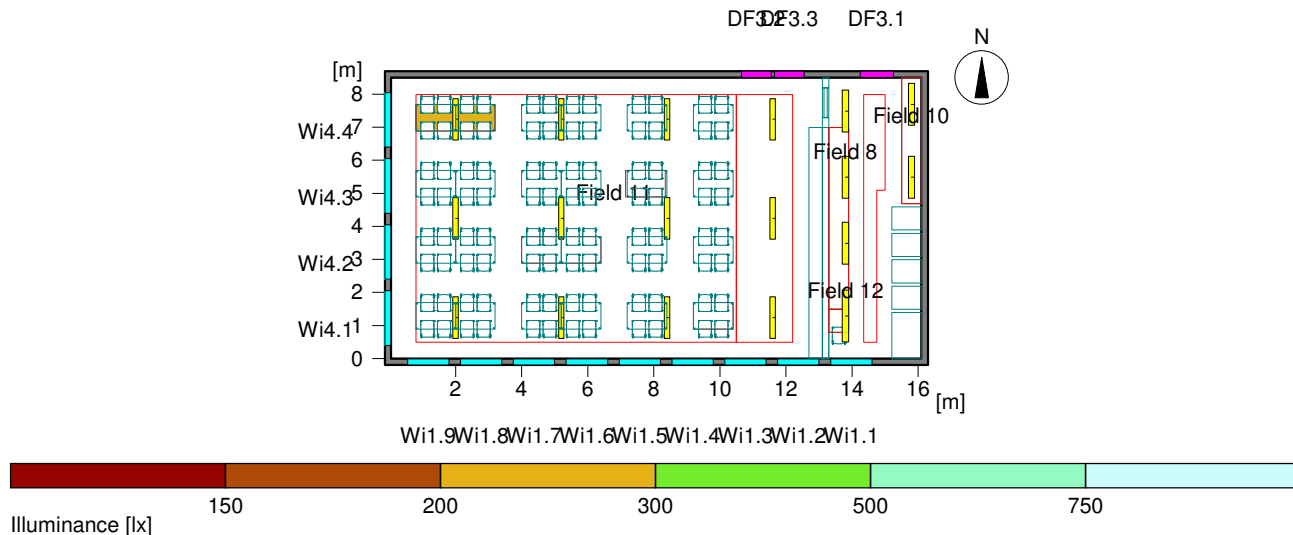 DF3.2 DF3.3 DF3.1
N
[m]
8
Field 10
7
Wi4.4
Field 8
6
5
Wi4.3
Field 11
4
3
Wi4.2
2
Field 12
Wi4.1
1
0
2 4 6 8 10 12 14 16
[m]
Wi1.9 Wi1.8 Wi1.7 Wi1.6 Wi1.5 Wi1.4 Wi1.3 Wi1.2 Wi1.1
150 200 300 500 750
Illuminance [lx]